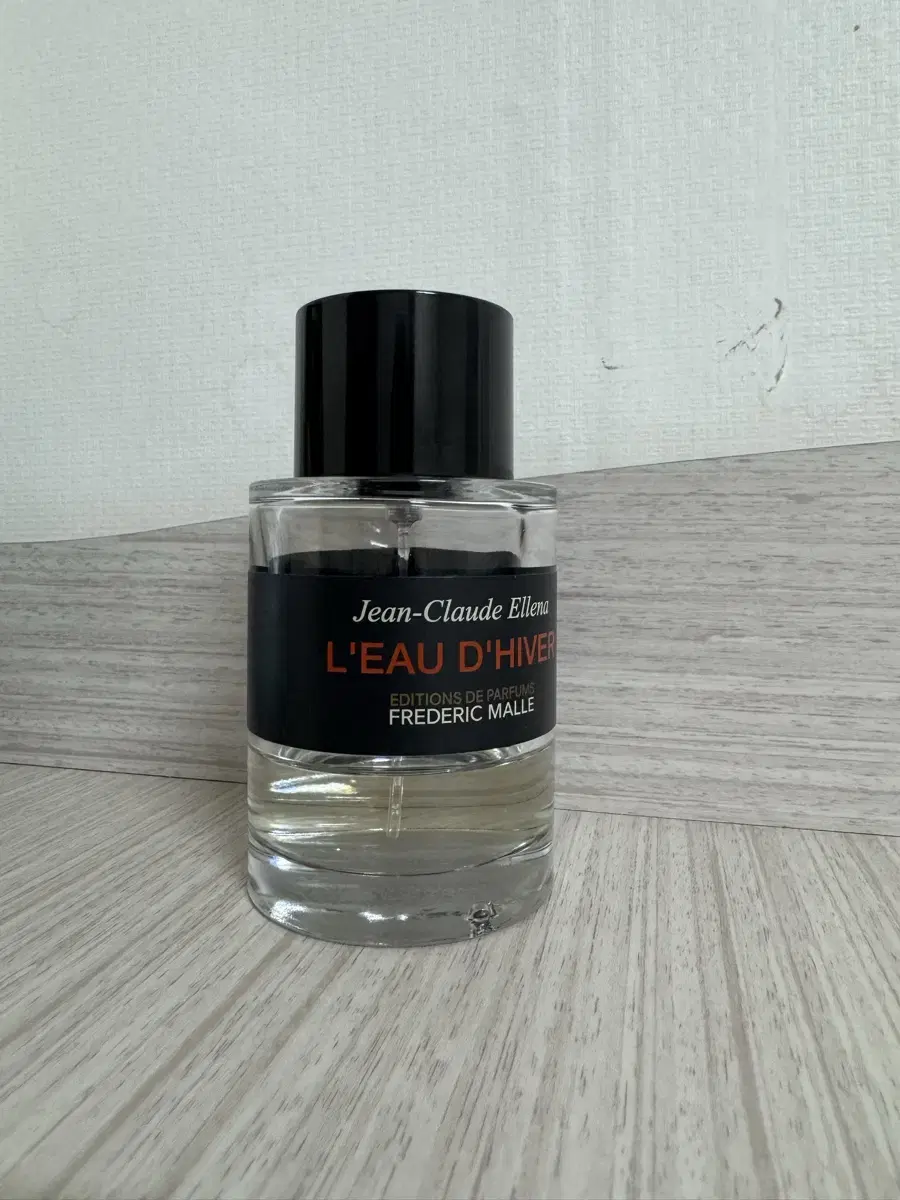 Jean-Claude Ellena
L'EAU D'HIVER
EDITIONS DE PARFUMS
FREDERIC MALLE